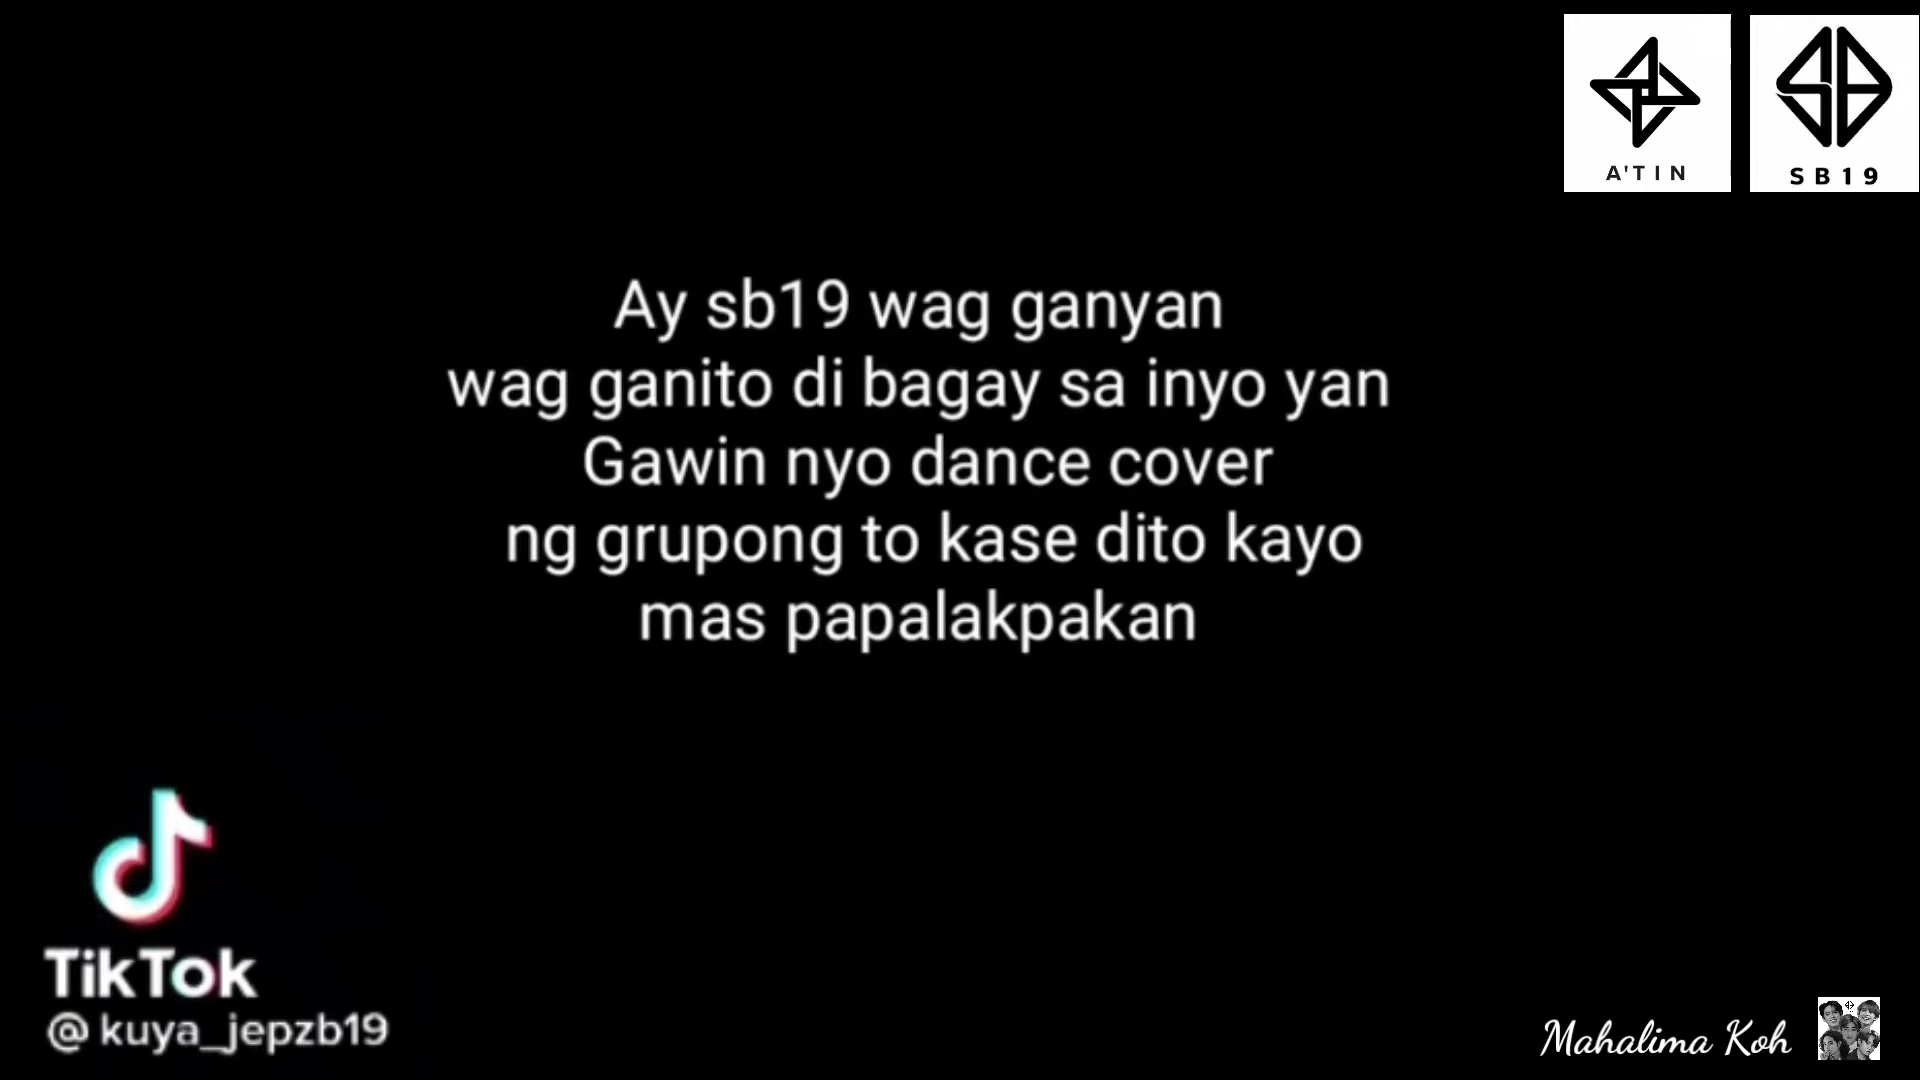 A'TIN
SB19
Ay sb19 wag ganyan
wag ganito di bagay sa inyo yan
Gawin nyo dance cover
ng grupong to kase dito kayo
mas papalakpakan
TikTok
@kuya_jepzb19
Mahalima Koh